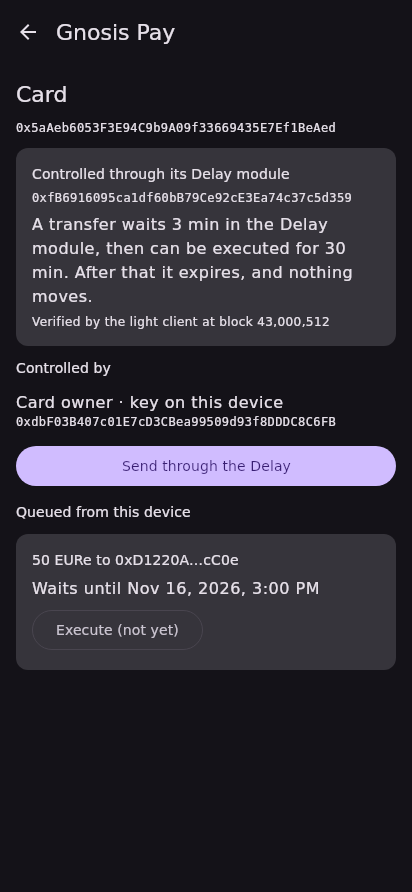 Gnosis Pay
Card
0x5aAeb6053F3E94C9b9A09f33669435E7Ef1BeAed
Controlled through its Delay module
0xfB6916095ca1df60bB79Ce92cE3Ea74c37c5d359
A transfer waits 3 min in the Delay
module, then can be executed for 30
min. After that it expires, and nothing
moves.
Verified by the light client at block 43,000,512
Controlled by
Card owner · key on this device
0xdbF03B407c01E7cD3CBea99509d93f8DDDC8C6FB
Send through the Delay
Queued from this device
50 EURe to 0xD1220A…cC0e
Waits until Nov 16, 2026, 3:00 PM
Execute (not yet)